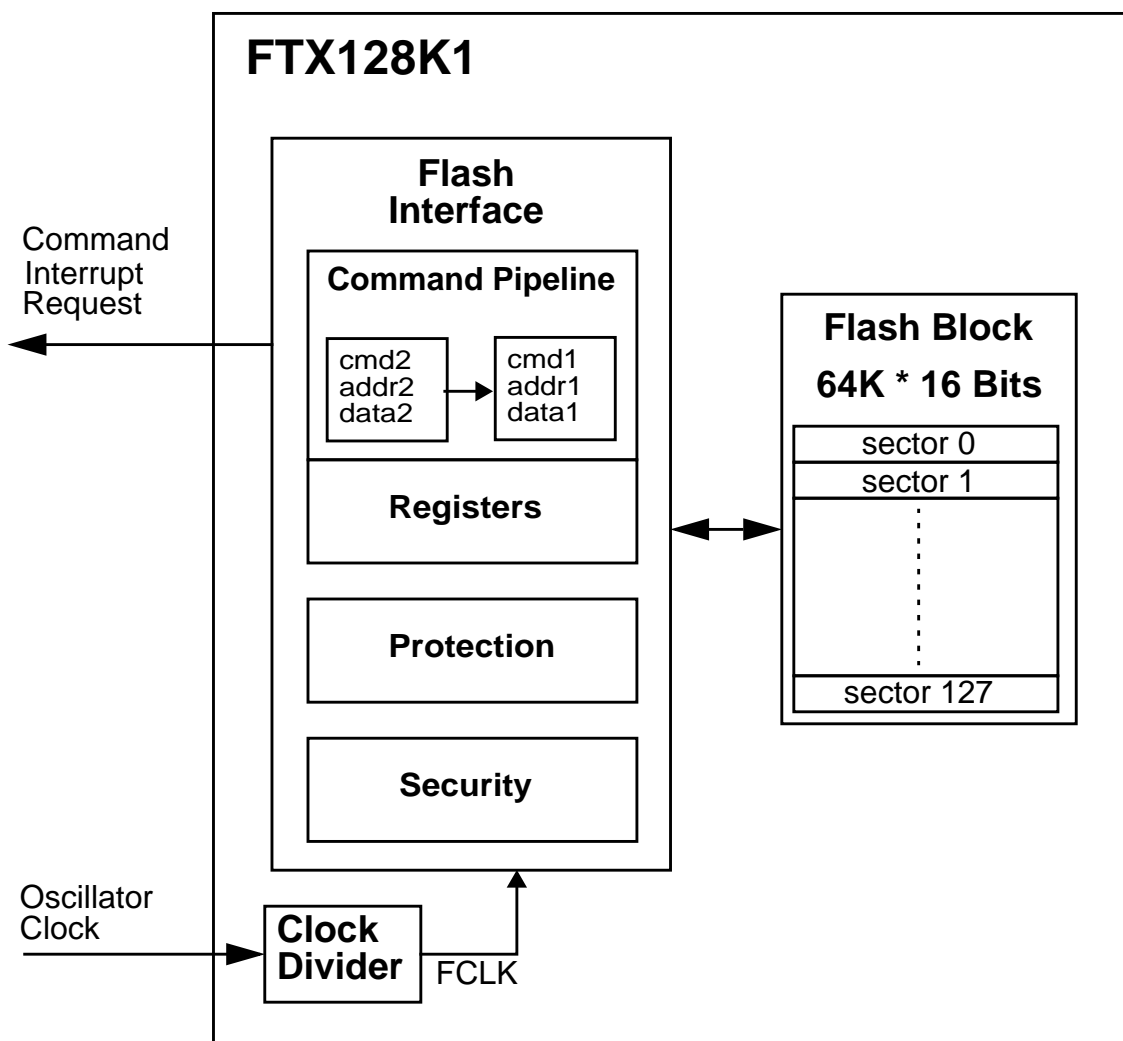 FTX128K1
Flash
Interface
Command
Interrupt
Request
Command Pipeline
cmd2
addr2
data2
cmd1
addr1
data1
Registers
Protection
Security
Flash Block
64K * 16 Bits
sector 0
sector 1
sector 127
Oscillator
Clock
Clock
Divider
FCLK